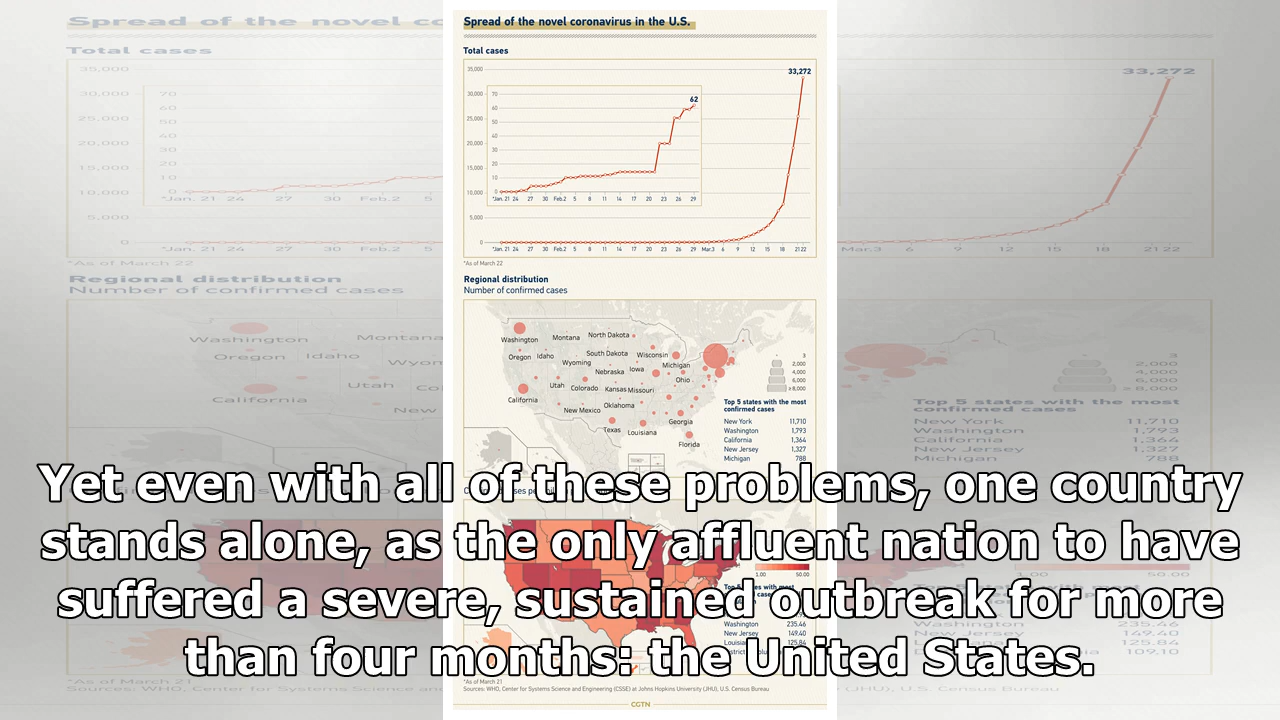 Spread of the novel coronavirus in the U.S.
Total cases
33,272
35,000
30,000
25,000
20,000
15,000
10,000
5,000
0
70
60
50
40
30
20
10
0
62
*Jan. 21 24 27 30 Feb.2 5 8 11 14 17 20 23 26 29
*Jan. 21 24 27 30 Feb.2 5 8 11 14 17 20 23 26 29 Mar.3 6 9 12 15 18 21 22
*As of March 22
Regional distribution
Number of confirmed cases
Washington
Montana
North Dakota
Oregon
Idaho
South Dakota
Wisconsin
Wyoming
Michigan
Nebraska
Iowa
Ohio
Utah
Colorado
Kansas
Missouri
California
Oklahoma
New Mexico
Georgia
Texas
Louisiana
Florida
3
2,000
4,000
6,000
≥ 8,000
Top 5 states with the most
confirmed cases
New York 11,710
Washington 1,793
California 1,364
New Jersey 1,327
Michigan 788
Yet even with all of these problems, one country
stands alone, as the only affluent nation to have
suffered a severe, sustained outbreak for more
than four months: the United States.
1.00 50.00
Washington 235.46
New Jersey 149.40
125.84
109.10
*As of March 21
Sources: WHO, Center for Systems Science and Engineering (CSSE) at Johns Hopkins University (JHU), U.S. Census Bureau
CGTN